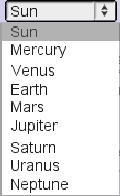 Sun
Sun
Mercury
Venus
Earth
Mars
Jupiter
Saturn
Uranus
Neptune